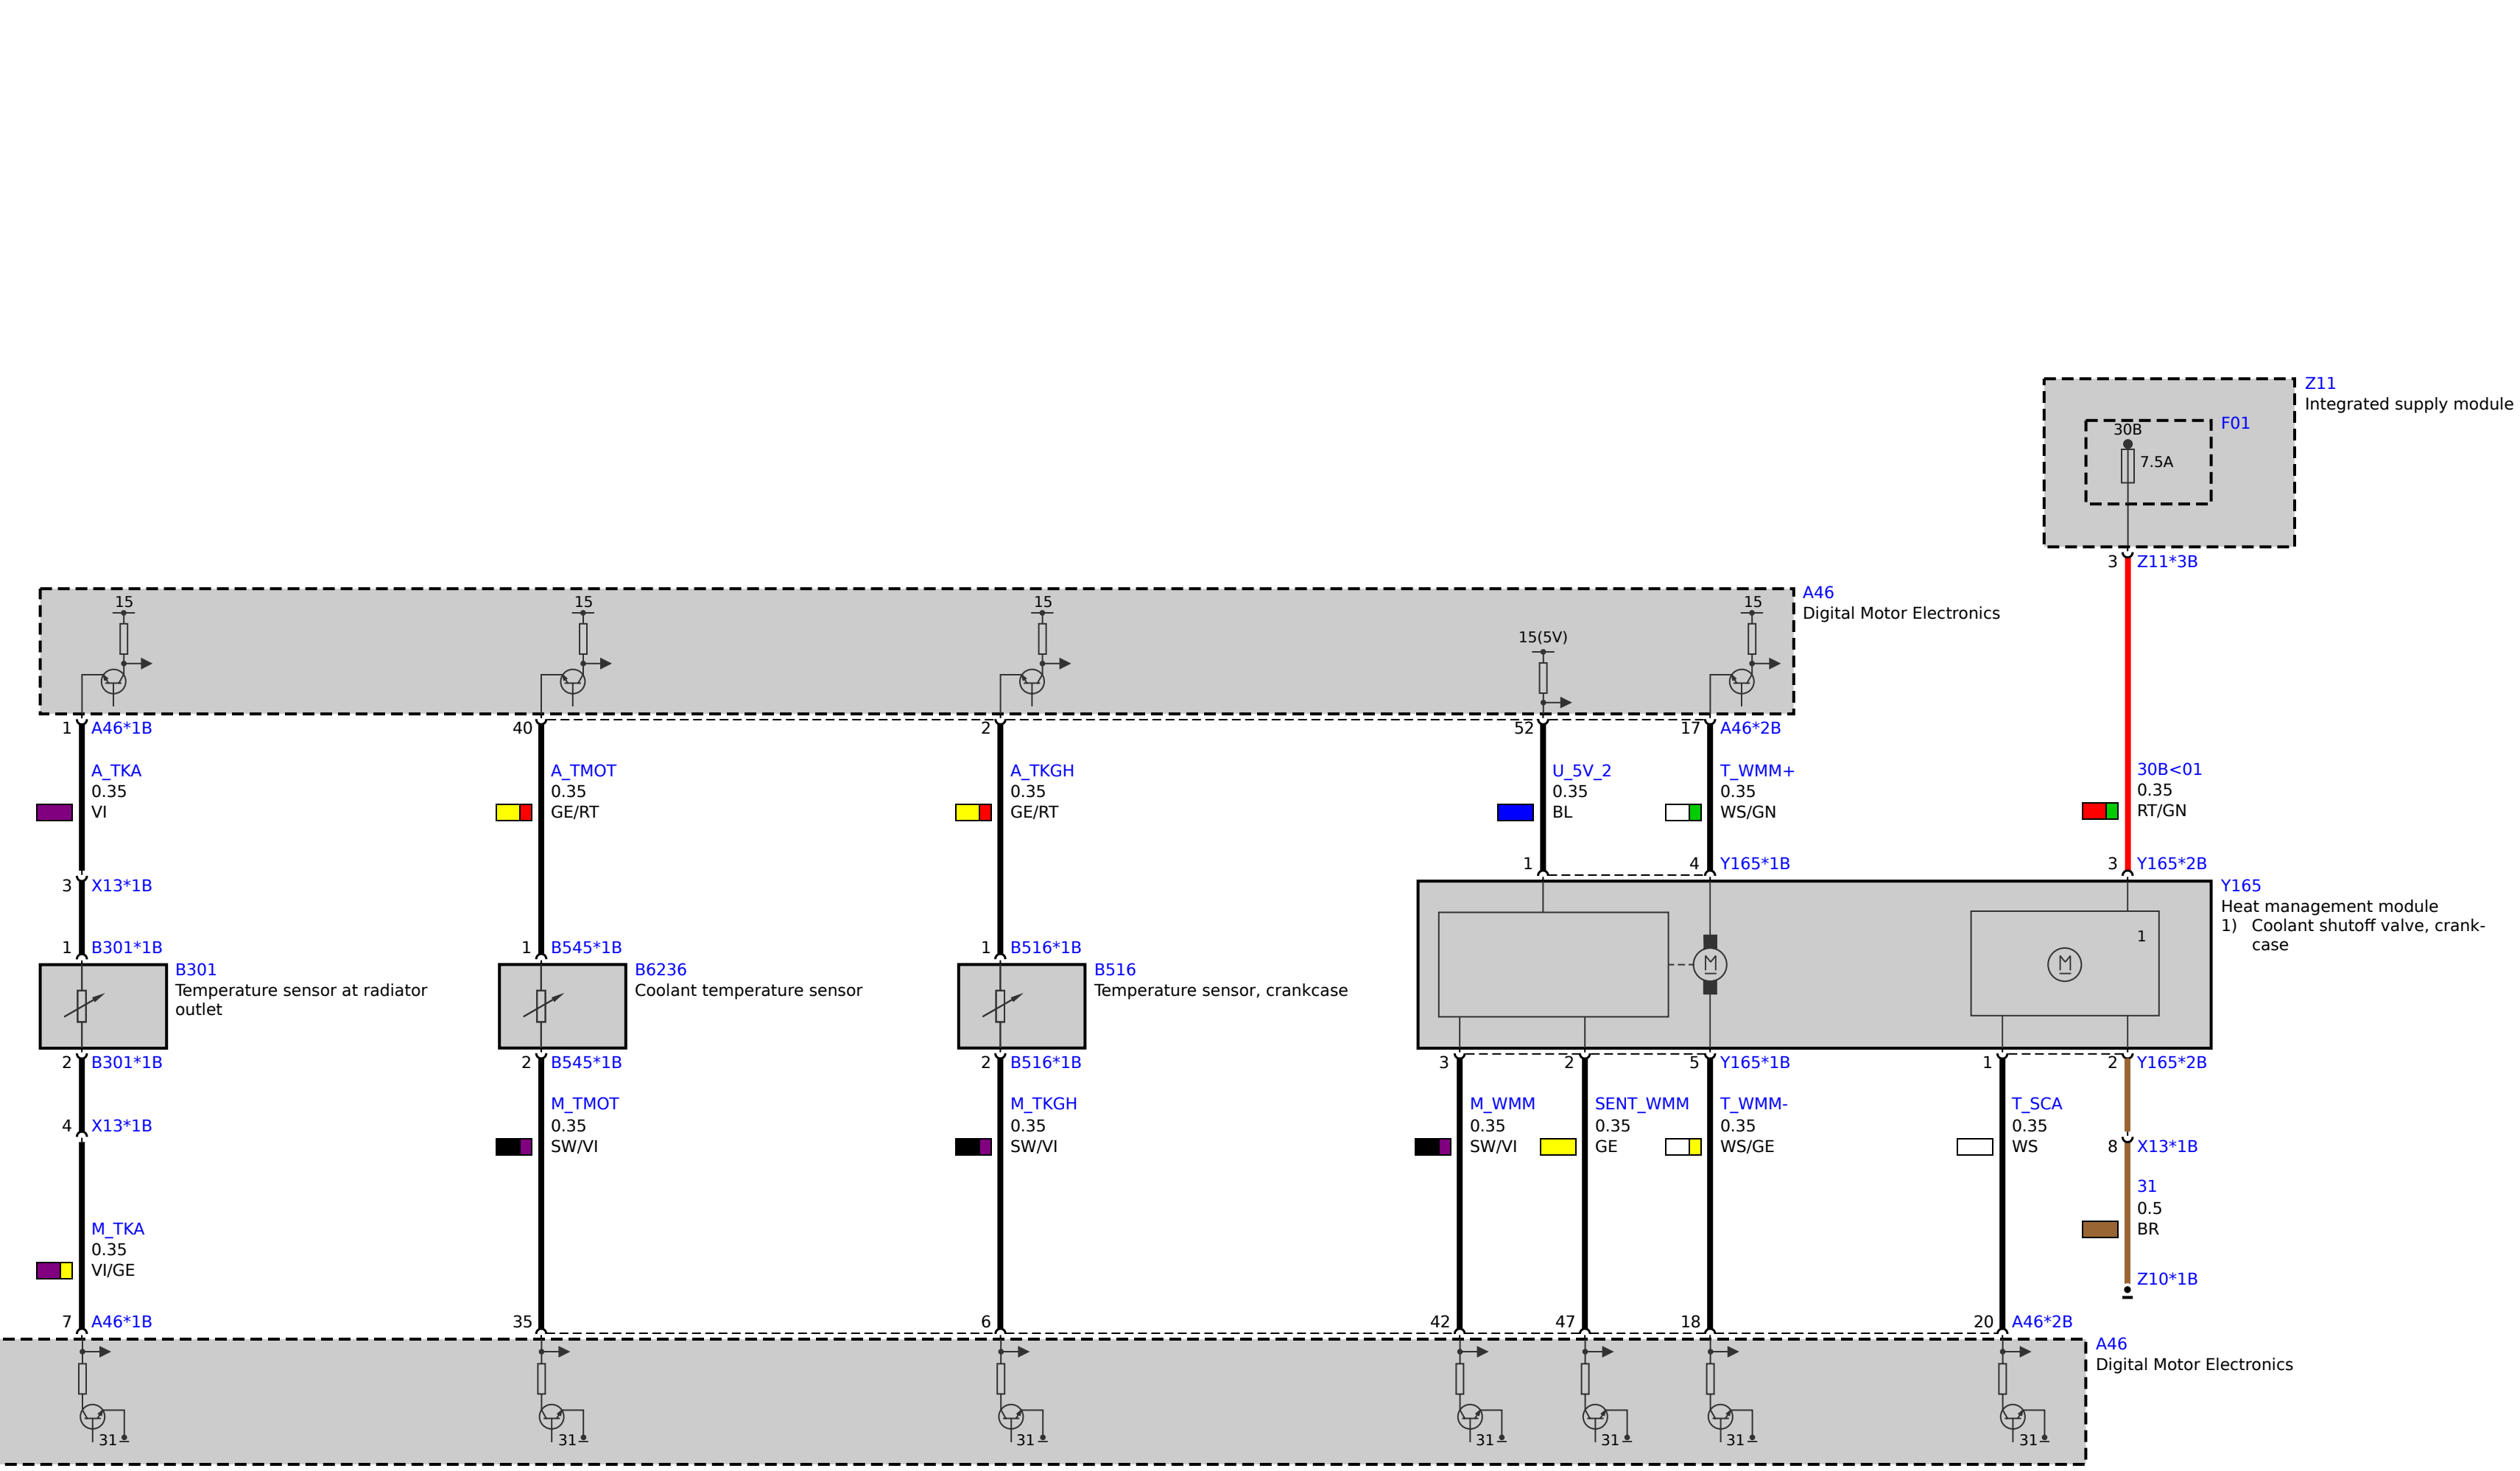 Z11
Integrated supply module
F01
30B
7.5A
3 Z11*3B
A46
Digital Motor Electronics
15 15 15 15
15(5V)
1 A46*1B 40 2 52 17 A46*2B
A_TKA A_TMOT A_TKGH U_5V_2 T_WMM+ 30B<01
0.35 0.35 0.35 0.35 0.35 0.35
VI GE/RT GE/RT BL WS/GN RT/GN
1 4 Y165*1B 3 Y165*2B
3 X13*1B
Y165
Heat management module
1) Coolant shutoff valve, crank-
case
1
1 B301*1B 1 B545*1B 1 B516*1B
M M
B301 B6236 B516
Temperature sensor at radiator Coolant temperature sensor Temperature sensor, crankcase
outlet
2 B301*1B 2 B545*1B 2 B516*1B 3 2 5 Y165*1B 1 2 Y165*2B
M_TMOT M_TKGH M_WMM SENT_WMM T_WMM- T_SCA
4 X13*1B 0.35 0.35 0.35 0.35 0.35 0.35
SW/VI SW/VI SW/VI GE WS/GE WS 8 X13*1B
31
0.5
BR
M_TKA
0.35
VI/GE
Z10*1B
7 A46*1B 35 6 42 47 18 20 A46*2B
A46
Digital Motor Electronics
31 31 31 31 31 31 31